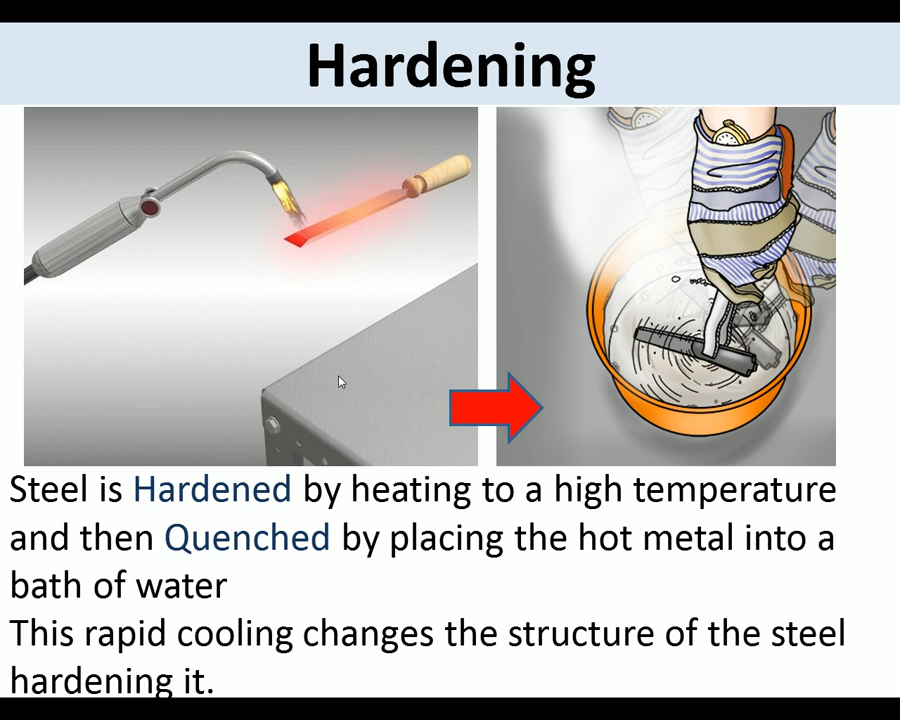 Hardening
Steel is Hardened by heating to a high temperature
and then Quenched by placing the hot metal into a
bath of water
This rapid cooling changes the structure of the steel
hardening it.